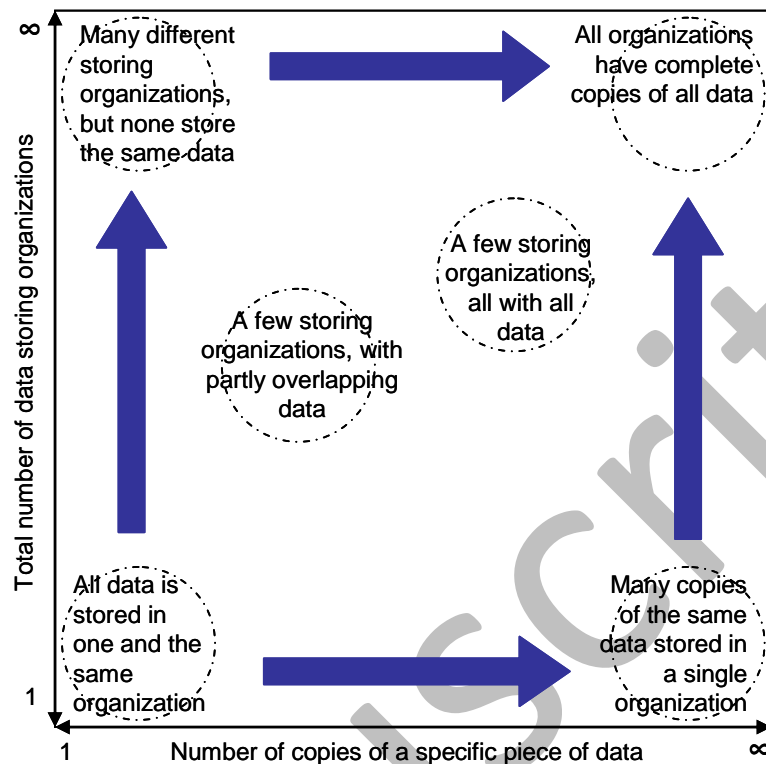 ∞
Many different
storing
organizations,
but none store
the same data
All organizations
have complete
copies of all data
Total number of data storing organizations
A few storing
organizations,
all with all
data
A few storing
organizations, with
partly overlapping
data
All data is
stored in
one and the
same
organization
Many copies
of the same
data stored in
a single
organization
1
1
Number of copies of a specific piece of data
∞
uscrit